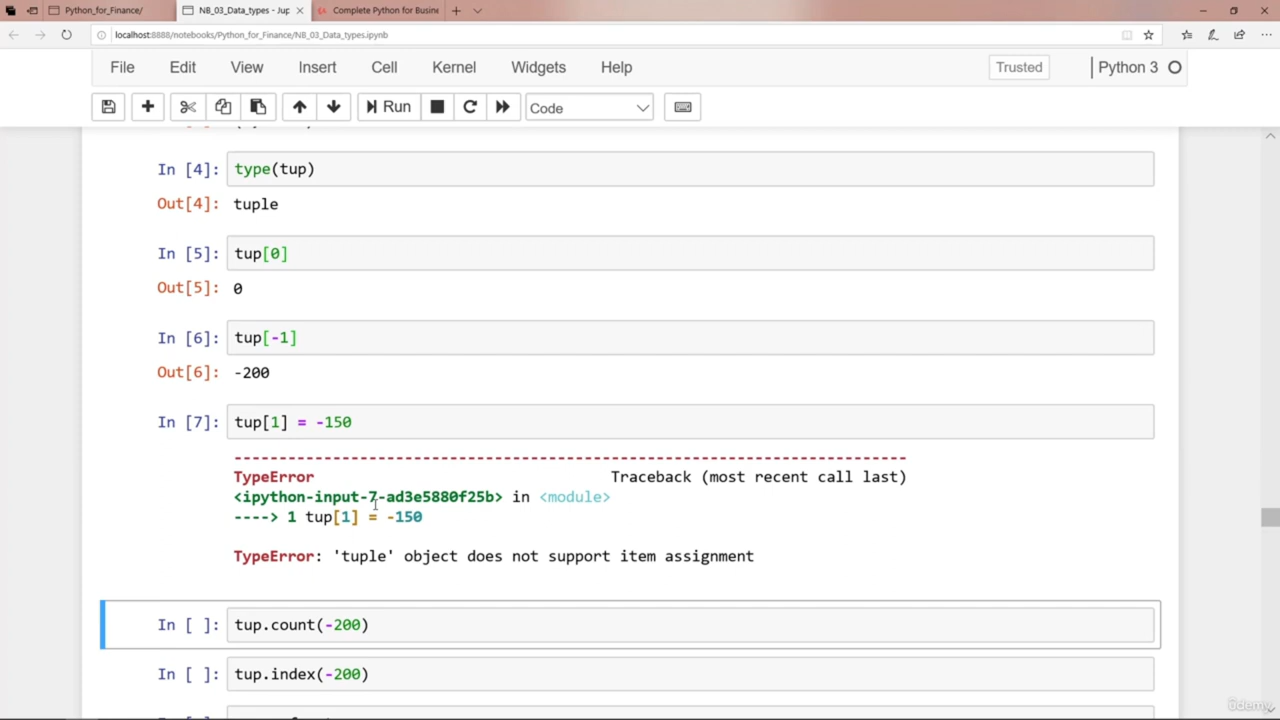 Python_for_Finance/
NB_03_Data_types - Jup
Complete Python for Busine
localhost:8888/notebooks/Python_for_Finance/NB_03_Data_types.ipynb
File Edit View Insert Cell Kernel Widgets Help Trusted Python 3
Run Code
In [4]: type(tup)
Out[4]: tuple
In [5]: tup[0]
Out[5]: 0
In [6]: tup[-1]
Out[6]: -200
In [7]: tup[1] = -150
---------------------------------------------------------------------------
TypeError Traceback (most recent call last)
<ipython-input-7-ad3e5880f25b> in <module>
----> 1 tup[1] = -150
TypeError: 'tuple' object does not support item assignment
In [ ]: tup.count(-200)
In [ ]: tup.index(-200)
ûdemy